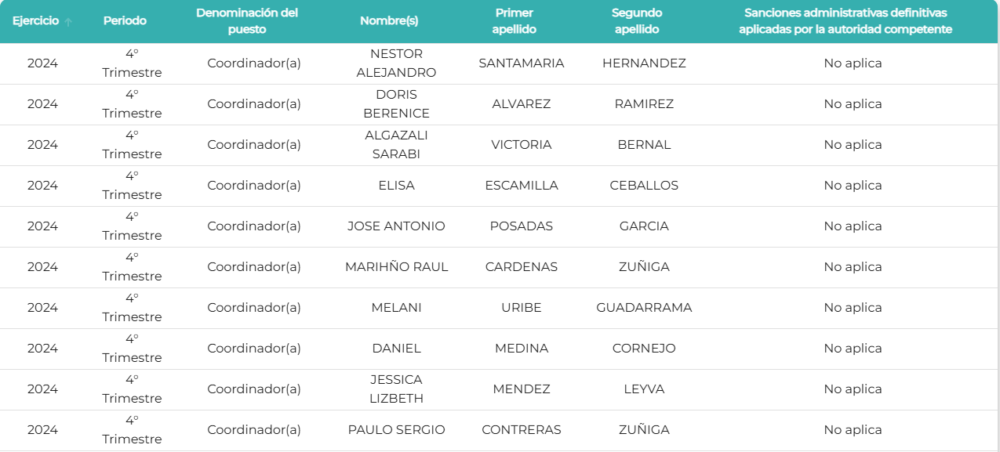 Ejercicio Periodo Denominación del puesto Nombre(s) Primer apellido Segundo apellido Sanciones administrativas definitivas aplicadas por la autoridad competente
2024 4° Trimestre Coordinador(a) NESTOR ALEJANDRO SANTAMARIA HERNANDEZ No aplica
2024 4° Trimestre Coordinador(a) DORIS BERENICE ALVAREZ RAMIREZ No aplica
2024 4° Trimestre Coordinador(a) ALGAZALI SARABI VICTORIA BERNAL No aplica
2024 4° Trimestre Coordinador(a) ELISA ESCAMILLA CEBALLOS No aplica
2024 4° Trimestre Coordinador(a) JOSE ANTONIO POSADAS GARCIA No aplica
2024 4° Trimestre Coordinador(a) MARIHÑO RAUL CARDENAS ZUÑIGA No aplica
2024 4° Trimestre Coordinador(a) MELANI URIBE GUADARRAMA No aplica
2024 4° Trimestre Coordinador(a) DANIEL MEDINA CORNEJO No aplica
2024 4° Trimestre Coordinador(a) JESSICA LIZBETH MENDEZ LEYVA No aplica
2024 4° Trimestre Coordinador(a) PAULO SERGIO CONTRERAS ZUÑIGA No aplica